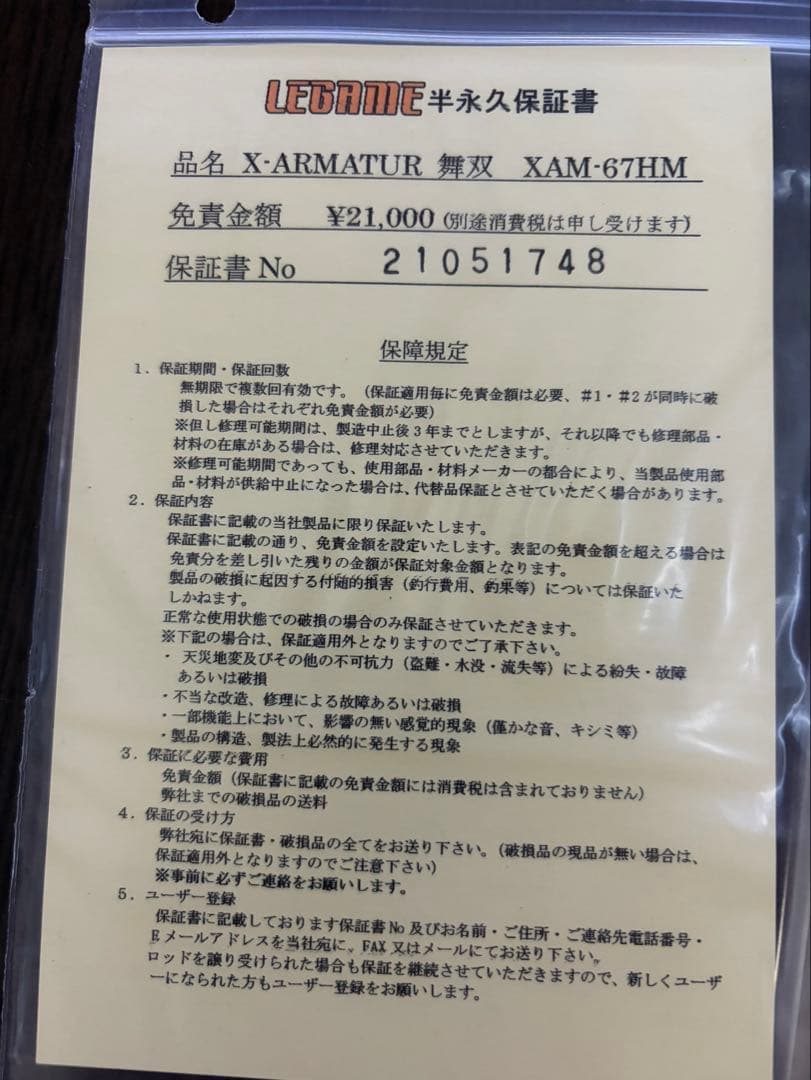 LEGAME 半永久保証書
品名 X-ARMATUR 舞双 XAM-67HM
免責金額 ¥21,000 (別途消費税は申し受けます)
保証書 No 21051748
保障規定
1．保証期間・保証回数
無期限で複数回有効です。（保証適用毎に免責金額は必要、＃1・＃2が同時に破
損した場合はそれぞれ免責金額が必要）
※但し修理可能期間は、製造中止後3年までとしますが、それ以降でも修理部品・
材料の在庫がある場合は、修理対応させていただきます。
※修理可能期間であっても、使用部品・材料メーカーの都合により、当製品使用部
品・材料が供給中止になった場合は、代替品保証とさせていただく場合があります。
2．保証内容
保証書に記載の当社製品に限り保証いたします。
保証書に記載の通り、免責金額を設定いたします。表記の免責金額を超える場合は
免責分を差し引いた残りの金額が保証対象金額となります。
製品の破損に起因する付随的損害（釣行費用、釣果等）については保証いた
しかねます。
正常な使用状態での破損の場合のみ保証させていただきます。
※下記の場合は、保証適用外となりますのでご了承下さい。
・ 天災地変及びその他の不可抗力（盗難・水没・流失等）による紛失・故障
あるいは破損
・不当な改造、修理による故障あるいは破損
・一部機能上において、影響の無い感覚的現象（僅かな音、キシミ等）
・製品の構造、製法上必然的に発生する現象
3．保証に必要な費用
免責金額（保証書に記載の免責金額には消費税は含まれておりません）
弊社までの破損品の送料
4．保証の受け方
弊社宛に保証書・破損品の全てをお送り下さい。（破損品の現品が無い場合は、
保証適用外となりますのでご注意下さい）
※事前に必ずご連絡をお願いします。
5．ユーザー登録
保証書に記載しております保証書No及びお名前・ご住所・ご連絡先電話番号・
Eメールアドレスを当社宛に、FAX又はメールにてお送り下さい。
ロッドを譲り受けられた場合も保証を継続させていただきますので、新しくユーザ
ーになられた方もユーザー登録をお願いします。